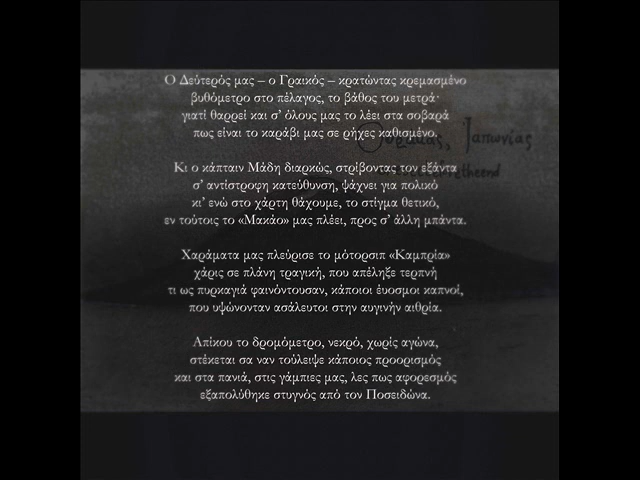 Ο Δεύτερός μας – ο Γραικός – κρατώντας κρεμασμένο
βυθόμετρο στο πέλαγος, το βάθος του μετρά·
γιατί θαρρεί και σ' όλους μας το λέει στα σοβαρά
πως είναι το καράβι μας σε ρήχες καθισμένο.
Κι ο κάπταιν Μάδη διαρκώς, στρίβοντας τον εξάντα
σ' αντίστροφη κατεύθυνση, ψάχνει για πολικό
κι' ενώ στο χάρτη θάχουμε, το στίγμα θετικό,
εν τούτοις το «Μακάο» μας πλέει, προς σ' άλλη μπάντα.
Χαράματα μας πλεύρισε το μότορσιπ «Καμπρία»
χάρις σε πλάνη τραγική, που απέληξε τερπνή
τι ως πυρκαγιά φαινόντουσαν, κάποιοι έυοσμοι καπνοί,
που υψώνονταν ασάλευτοι στην αυγινήν αιθρία.
Απίκου το δρομόμετρο, νεκρό, χωρίς αγώνα,
στέκεται σα ναν τούλειψε κάποιος προορισμός
και στα πανιά, στις γάμπιες μας, λες πως αφορεσμός
εξαπολύθηκε στυγνός από τον Ποσειδώνα.
Ιαπωνίας